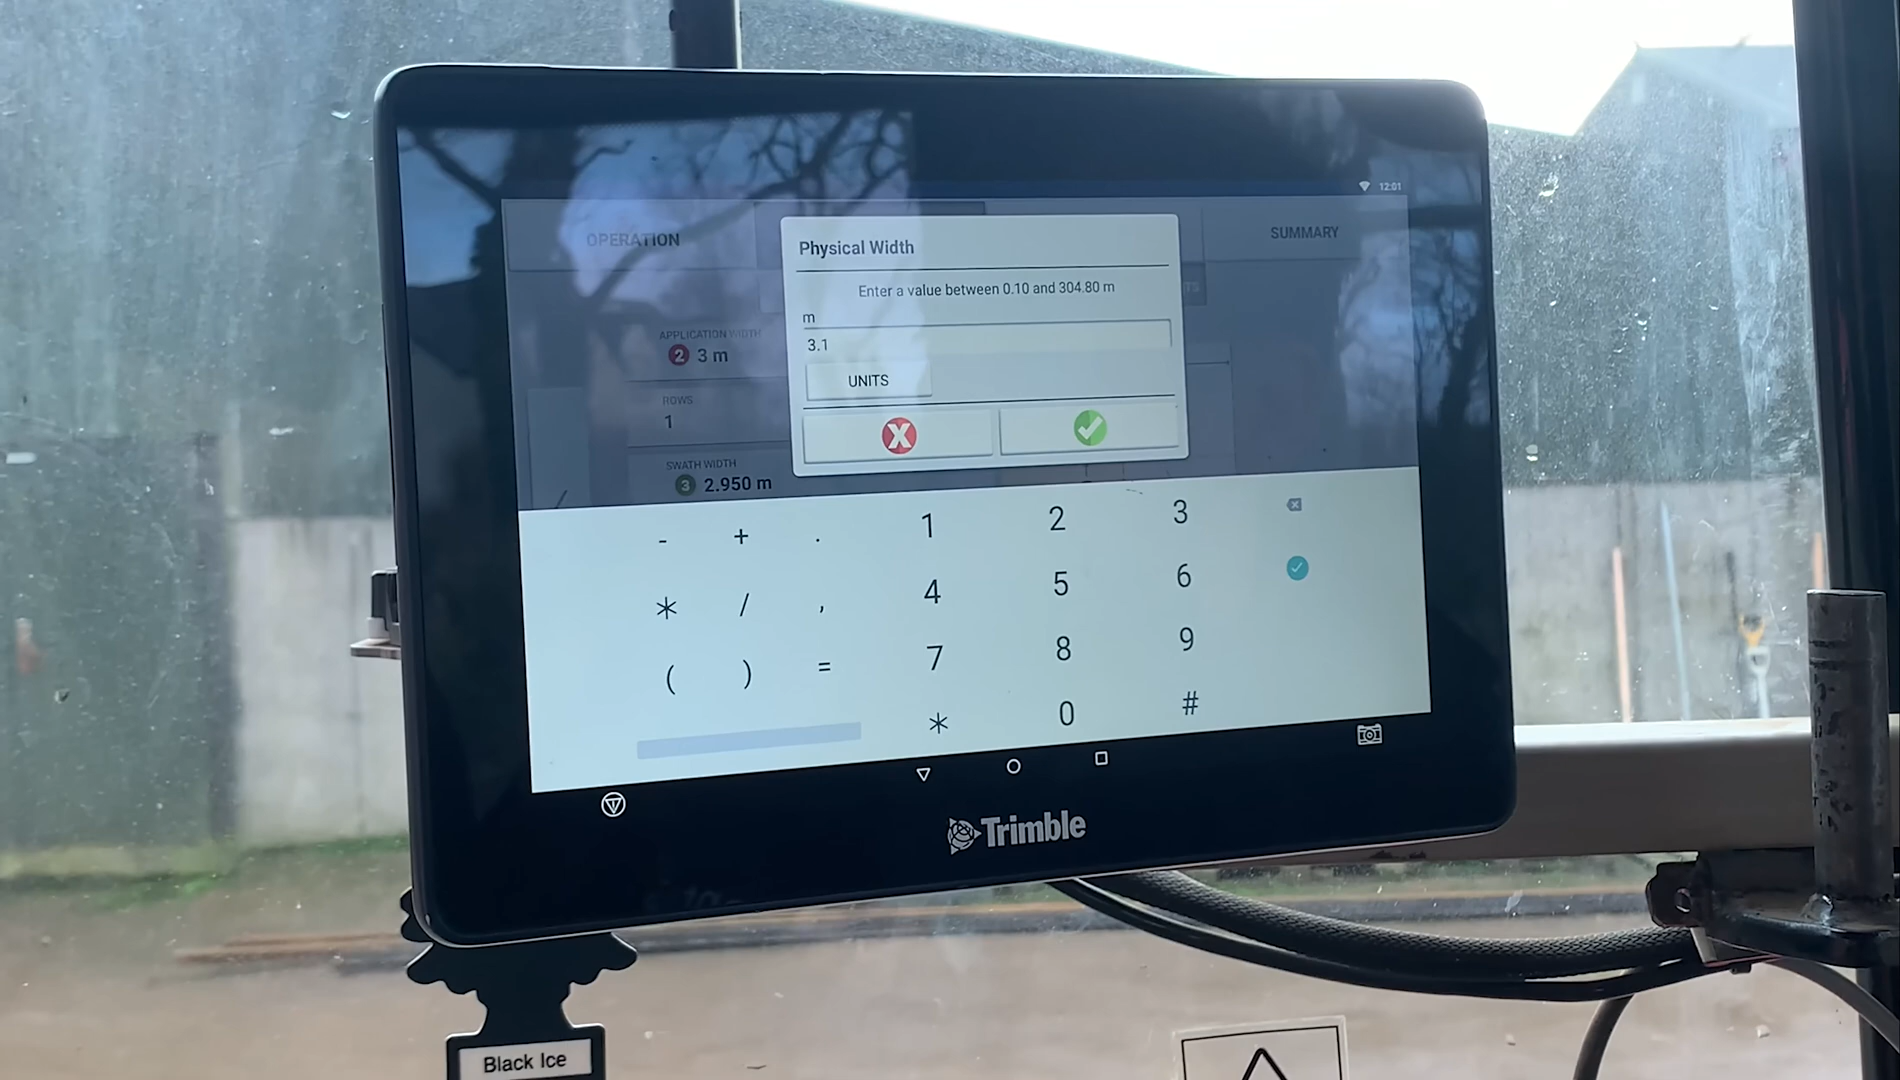 12:01
OPERATION
SUMMARY
Physical Width
Enter a value between 0.10 and 304.80 m
m
3.1
UNITS
X
APPLICATION WIDTH
2 3 m
ROWS
1
SWATH WIDTH
3 2.950 m
- + . 1 2 3
* / , 4 5 6
( ) = 7 8 9
* 0 #
Trimble
Black Ice